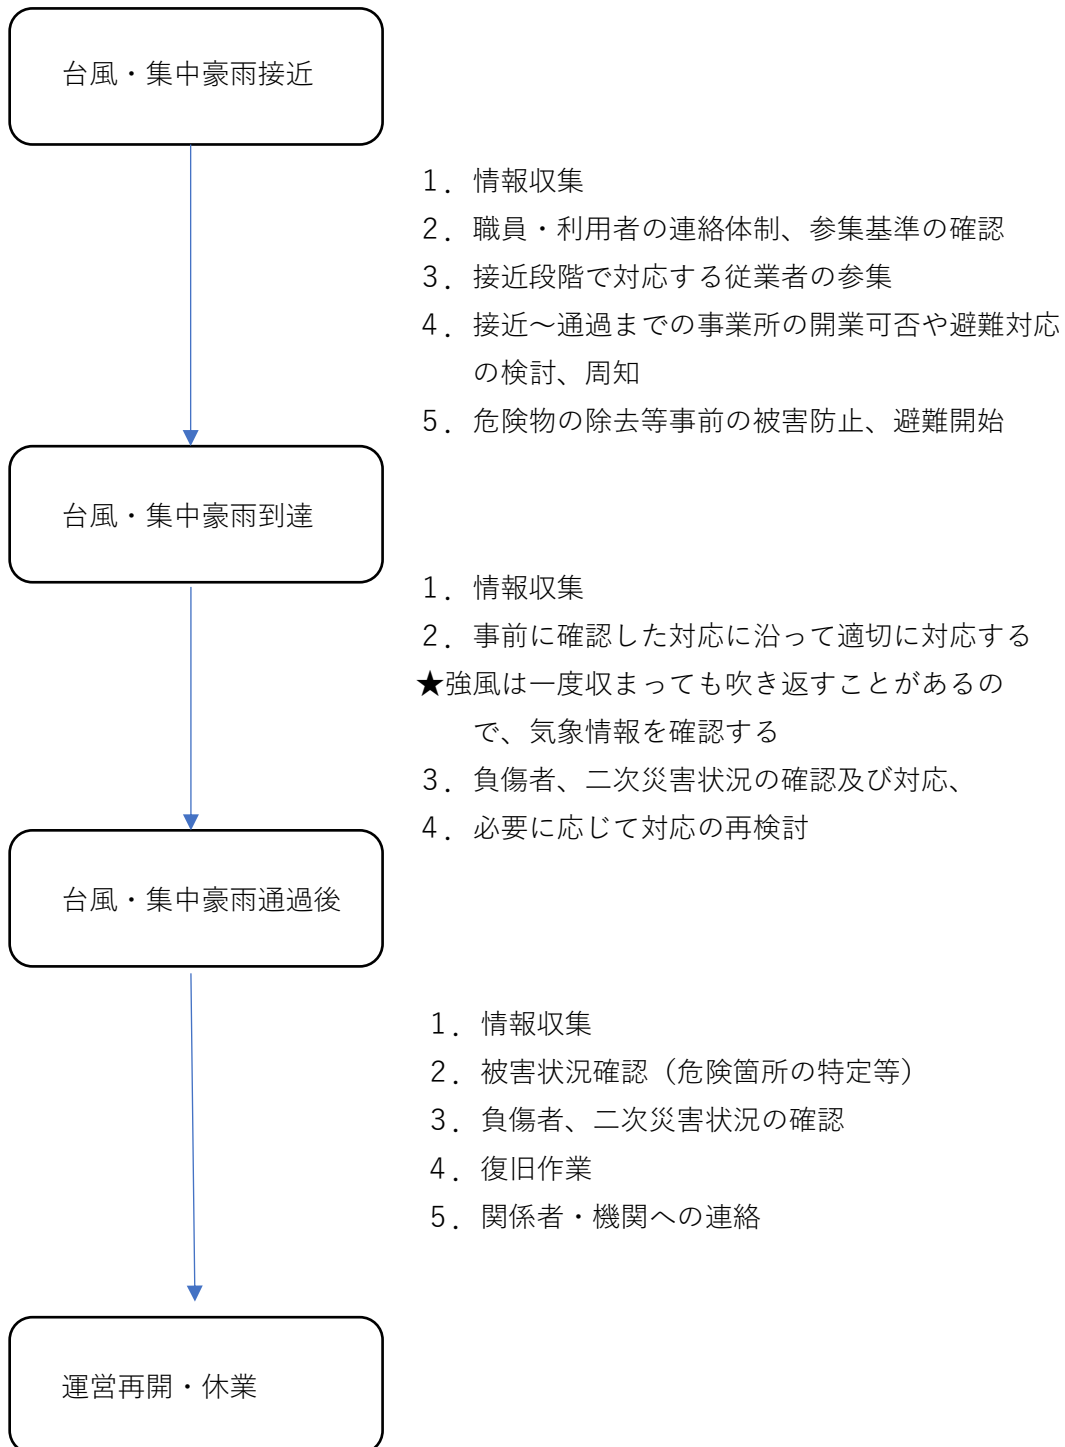 台風・集中豪雨接近
1．情報収集
2．職員・利用者の連絡体制、参集基準の確認
3．接近段階で対応する従業者の参集
4．接近～通過までの事業所の開業可否や避難対応
の検討、周知
5．危険物の除去等事前の被害防止、避難開始
台風・集中豪雨到達
1．情報収集
2．事前に確認した対応に沿って適切に対応する
★強風は一度収まっても吹き返すことがあるの
で、気象情報を確認する
3．負傷者、二次災害状況の確認及び対応、
4．必要に応じて対応の再検討
台風・集中豪雨通過後
1．情報収集
2．被害状況確認（危険箇所の特定等）
3．負傷者、二次災害状況の確認
4．復旧作業
5．関係者・機関への連絡
運営再開・休業